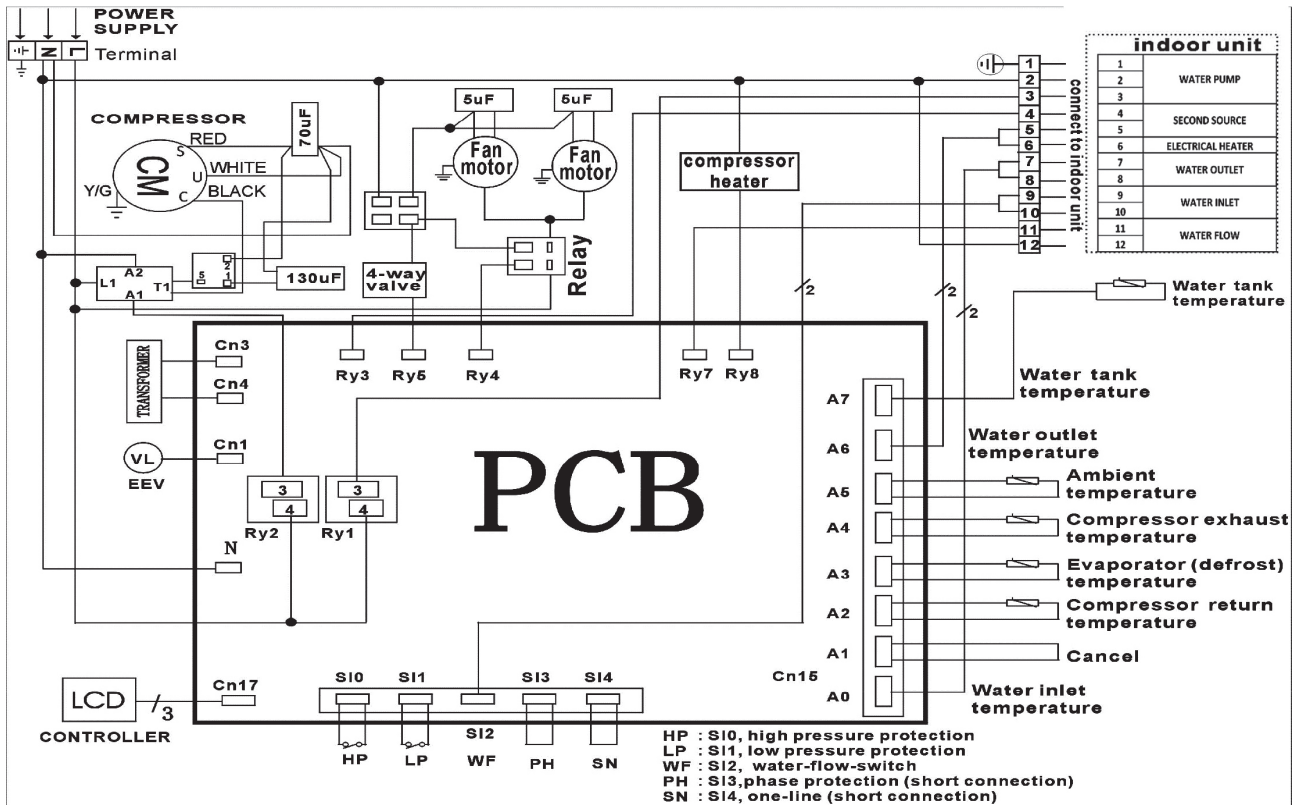 POWER
SUPPLY
N L Terminal
COMPRESSOR
RED
S
70uF
WHITE
CM
U
Y/G
BLACK
C
5uF
5uF
Fan
motor
Fan
motor
compressor
heater
A2
L1
T1
A1
2
5
1
130uF
4-way
valve
Relay
2
2
2
1
2
3
4
5
6
7
8
9
10
11
12
connect to indoor unit
indoor unit
1
2 WATER PUMP
3
4 SECOND SOURCE
5
6 ELECTRICAL HEATER
7 WATER OUTLET
8
9 WATER INLET
10
11 WATER FLOW
12
Water tank
temperature
TRANSFORMER
Cn3
Cn4
Cn1
VL
EEV
Ry3 Ry5 Ry4 Ry7 Ry8
3
4
Ry2
3
4
Ry1
N
PCB
A7
Water tank
temperature
A6
Water outlet
temperature
A5
Ambient
temperature
A4
Compressor exhaust
temperature
A3
Evaporator (defrost)
temperature
A2
Compressor return
temperature
A1
Cancel
Cn15
A0
Water inlet
temperature
LCD
3
CONTROLLER
Cn17
SI0 SI1 SI3 SI4
SI2
HP LP WF PH SN
HP : SI0, high pressure protection
LP : SI1, low pressure protection
WF : SI2, water-flow-switch
PH : SI3,phase protection (short connection)
SN : SI4, one-line (short connection)